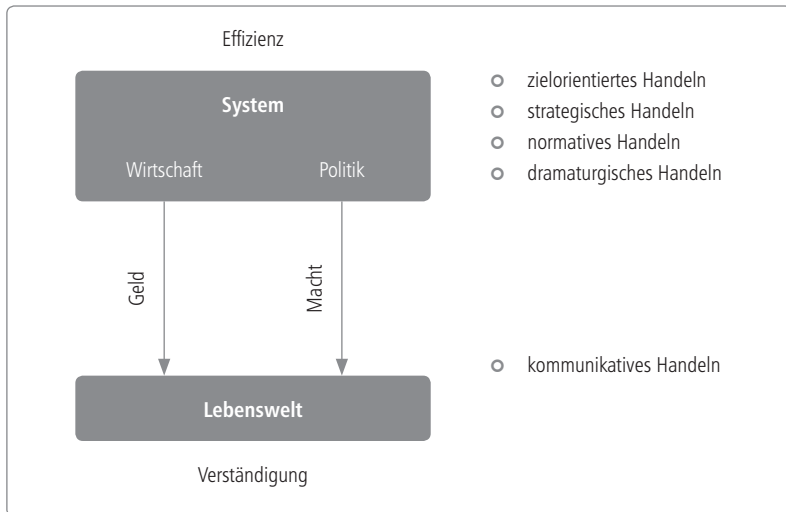 Effizienz
System
Wirtschaft Politik
zielorientiertes Handeln
strategisches Handeln
normatives Handeln
dramaturgisches Handeln
Geld
Macht
kommunikatives Handeln
Lebenswelt
Verständigung